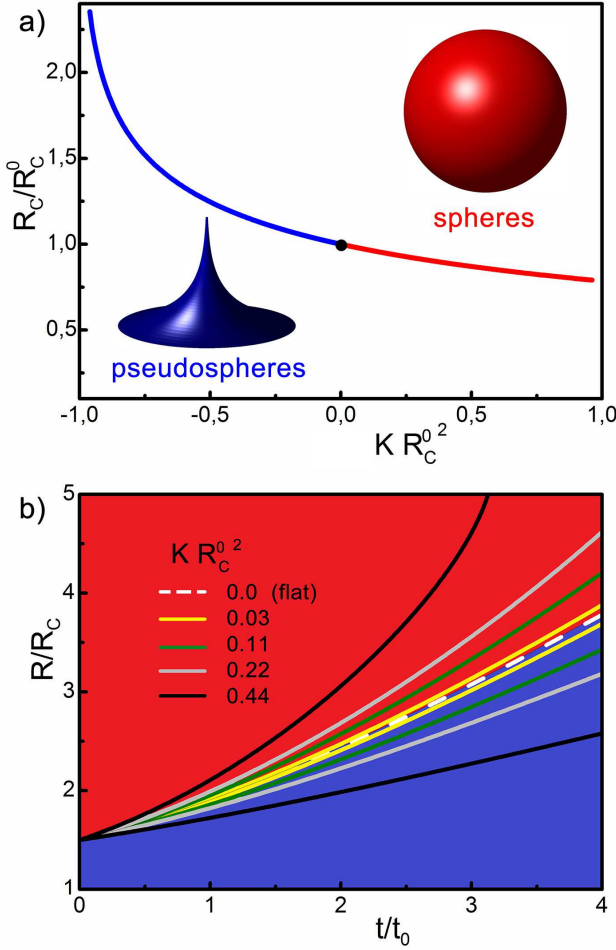 a)
2,0
1,5
1,0
0,5
R_C/R_C^0
spheres
pseudospheres
-1,0 -0,5 0,0 0,5 1,0
K R_C^0 2
b)
5
4
3
2
1
R/R_C
K R_C^0 2
0.0 (flat)
0.03
0.11
0.22
0.44
0 1 2 3 4
t/t_0